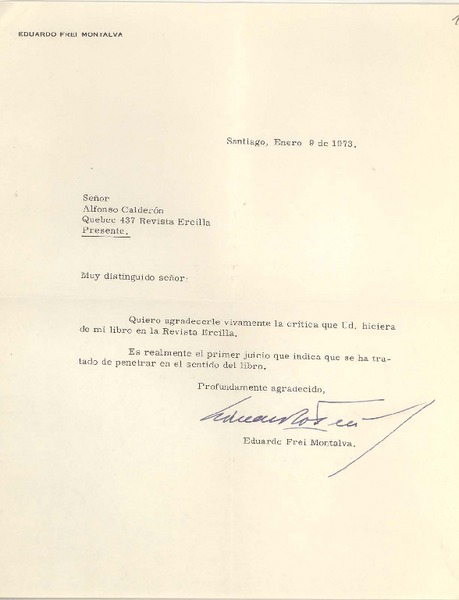 EDUARDO FREI MONTALVA
Santiago, Enero 9 de 1973.
Señor
Alfonso Calderón
Quebec 437 Revista Ercilla
Presente.
Muy distinguido señor:
Quiero agradecerle vivamente la crítica que Ud. hiciera
de mi libro en la Revista Ercilla.
Es realmente el primer juicio que indica que se ha tra-
tado de penetrar en el sentido del libro.
Profundamente agradecido,
Eduardo Frei
Eduardo Frei Montalva.